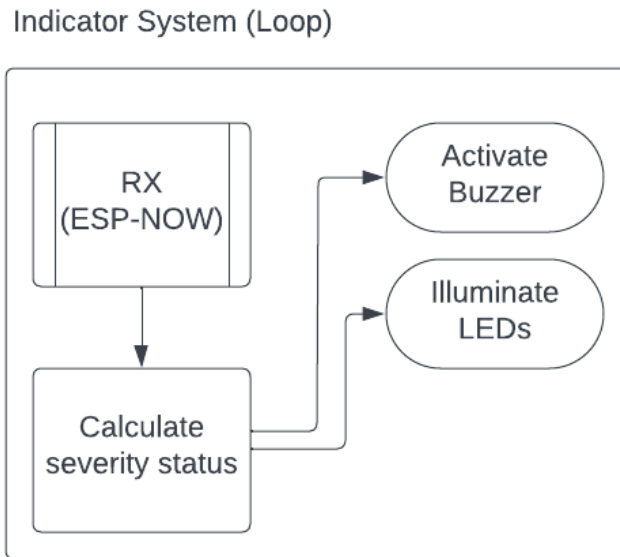 Indicator System (Loop)
RX
(ESP-NOW)
Activate
Buzzer
Illuminate
LEDs
Calculate
severity status